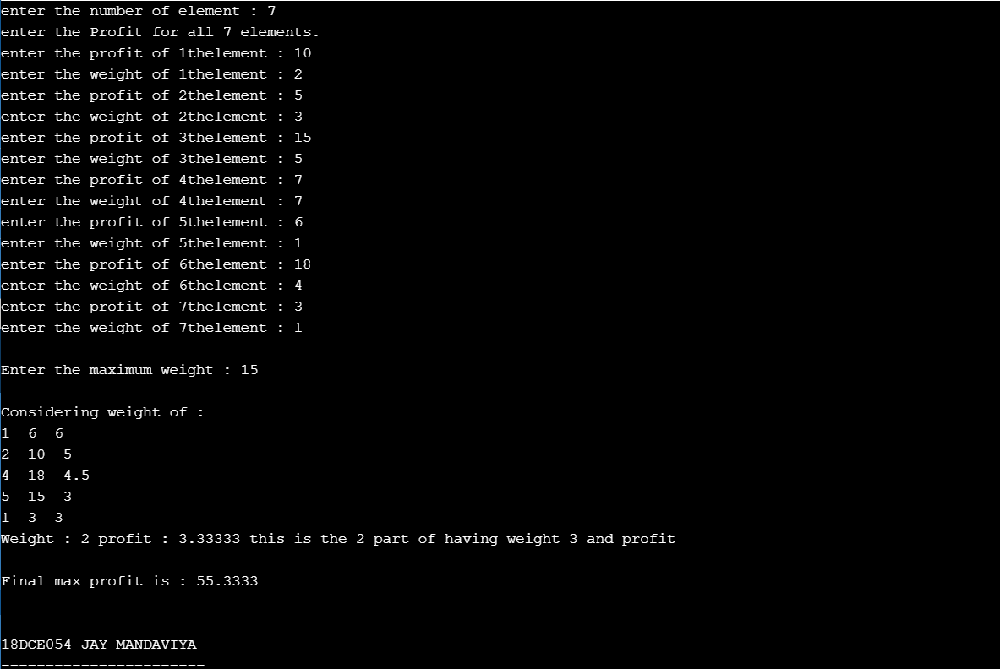 enter the number of element : 7
enter the Profit for all 7 elements.
enter the profit of 1thelement : 10
enter the weight of 1thelement : 2
enter the profit of 2thelement : 5
enter the weight of 2thelement : 3
enter the profit of 3thelement : 15
enter the weight of 3thelement : 5
enter the profit of 4thelement : 7
enter the weight of 4thelement : 7
enter the profit of 5thelement : 6
enter the weight of 5thelement : 1
enter the profit of 6thelement : 18
enter the weight of 6thelement : 4
enter the profit of 7thelement : 3
enter the weight of 7thelement : 1
Enter the maximum weight : 15
Considering weight of :
1  6  6
2  10  5
4  18  4.5
5  15  3
1  3  3
Weight : 2 profit : 3.33333 this is the 2 part of having weight 3 and profit
Final max profit is : 55.3333
-----------------------
18DCE054 JAY MANDAVIYA
-----------------------